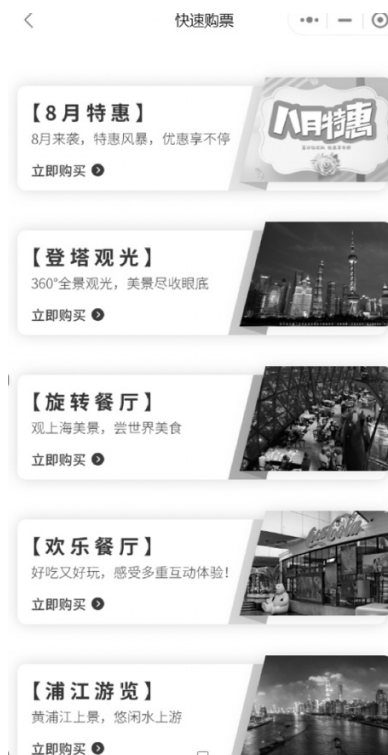 快速购票
【8月特惠】
8月来袭，特惠风暴，优惠享不停
立即购买
八月特惠
【登塔观光】
360°全景观光，美景尽收眼底
立即购买
【旋转餐厅】
观上海美景，尝世界美食
立即购买
【欢乐餐厅】
好吃又好玩，感受多重互动体验！
立即购买
【浦江游览】
黄浦江上景，悠闲水上游
立即购买